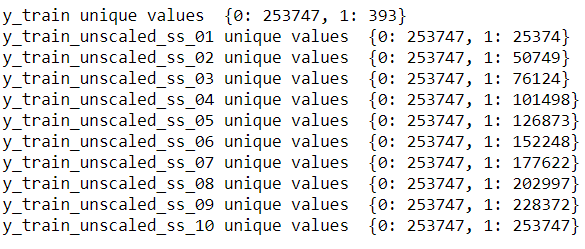 y_train unique values  {0: 253747, 1: 393}
y_train_unscaled_ss_01 unique values  {0: 253747, 1: 25374}
y_train_unscaled_ss_02 unique values  {0: 253747, 1: 50749}
y_train_unscaled_ss_03 unique values  {0: 253747, 1: 76124}
y_train_unscaled_ss_04 unique values  {0: 253747, 1: 101498}
y_train_unscaled_ss_05 unique values  {0: 253747, 1: 126873}
y_train_unscaled_ss_06 unique values  {0: 253747, 1: 152248}
y_train_unscaled_ss_07 unique values  {0: 253747, 1: 177622}
y_train_unscaled_ss_08 unique values  {0: 253747, 1: 202997}
y_train_unscaled_ss_09 unique values  {0: 253747, 1: 228372}
y_train_unscaled_ss_10 unique values  {0: 253747, 1: 253747}